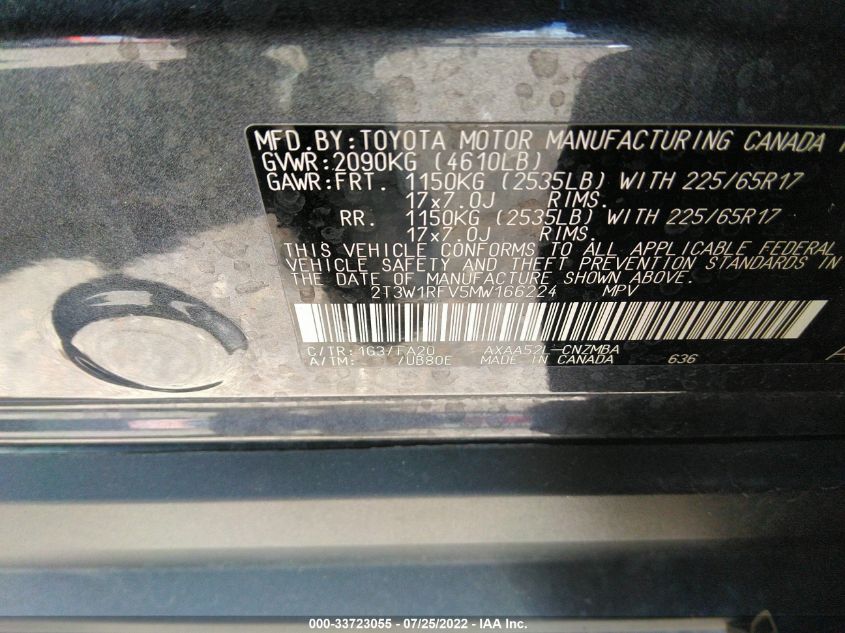 MFD.BY:TOYOTA MOTOR MANUFACTURING CANADA
GVWR:2090KG (4610LB)
GAWR:FRT. 1150KG (2535LB) WITH 225/65R17
17x7.0J RIMS.
RR. 1150KG (2535LB) WITH 225/65R17
17x7.0J RIMS.
THIS VEHICLE CONFORMS TO ALL APPLICABLE FEDERAL
VEHICLE SAFETY AND THEFT PREVENTION STANDARDS IN
THE DATE OF MANUFACTURE SHOWN ABOVE.
2T3W1RFV5MW166224 MPV
C/TR:1G3/FA20 AXAA52L-CNZMBA
A/TM: /UB80E MADE IN CANADA 636
000-33723055 - 07/25/2022 - IAA Inc.